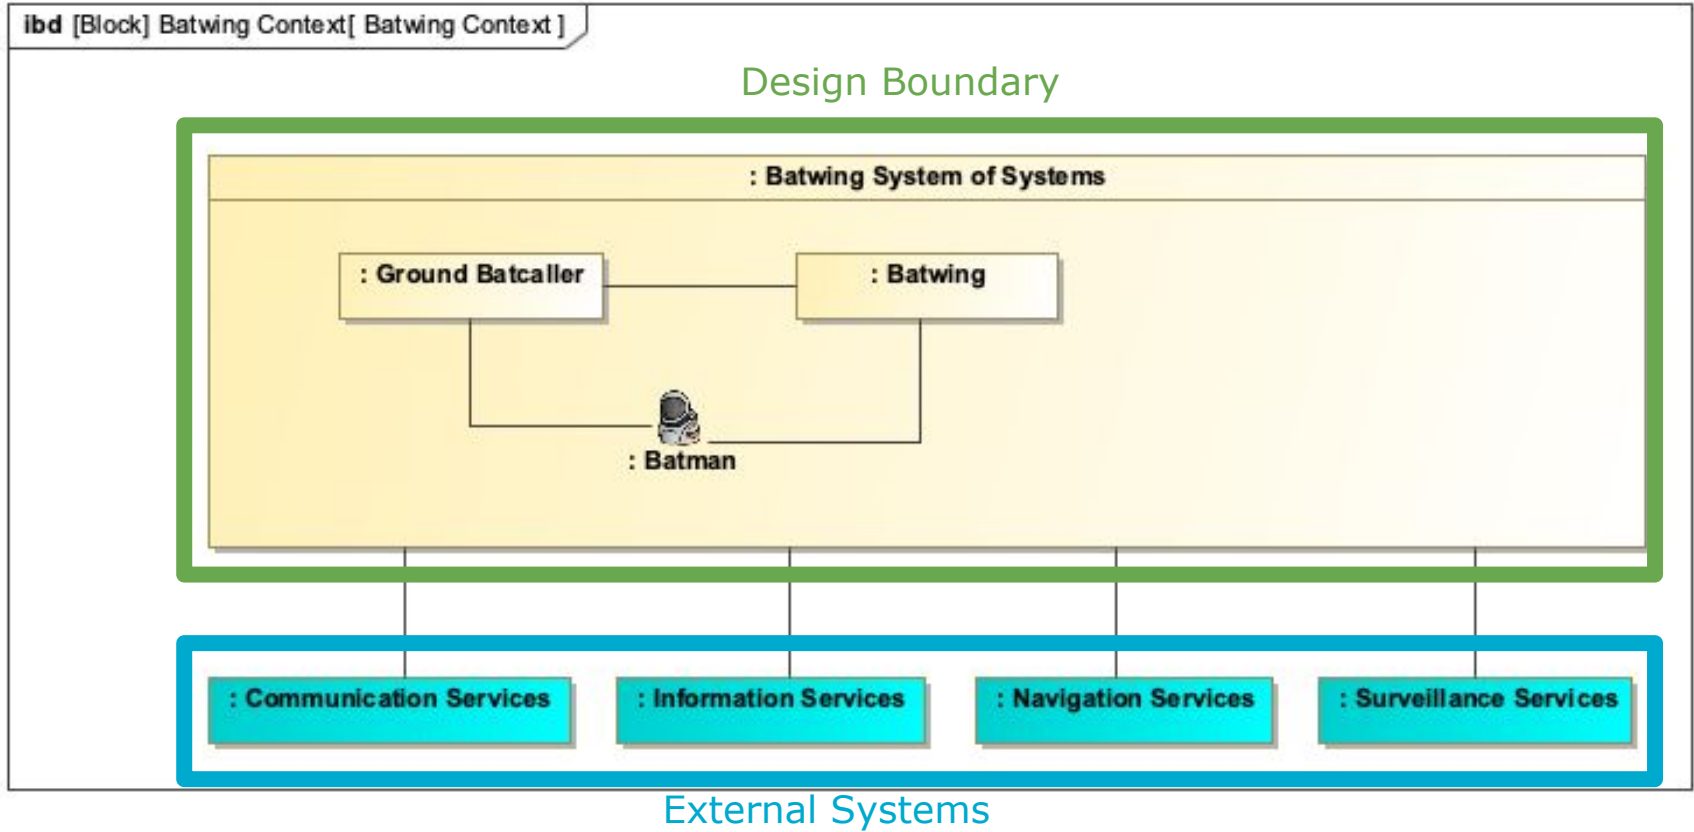 ibd [Block] Batwing Context[ Batwing Context ]
Design Boundary
: Batwing System of Systems
: Ground Batcaller
: Batwing
: Batman
: Communication Services
: Information Services
: Navigation Services
: Surveillance Services
External Systems